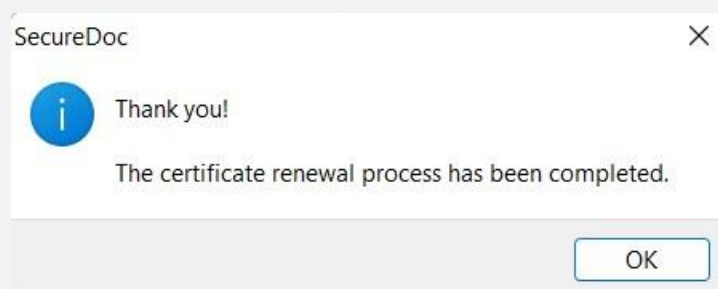 SecureDoc
Thank you!
The certificate renewal process has been completed.
OK